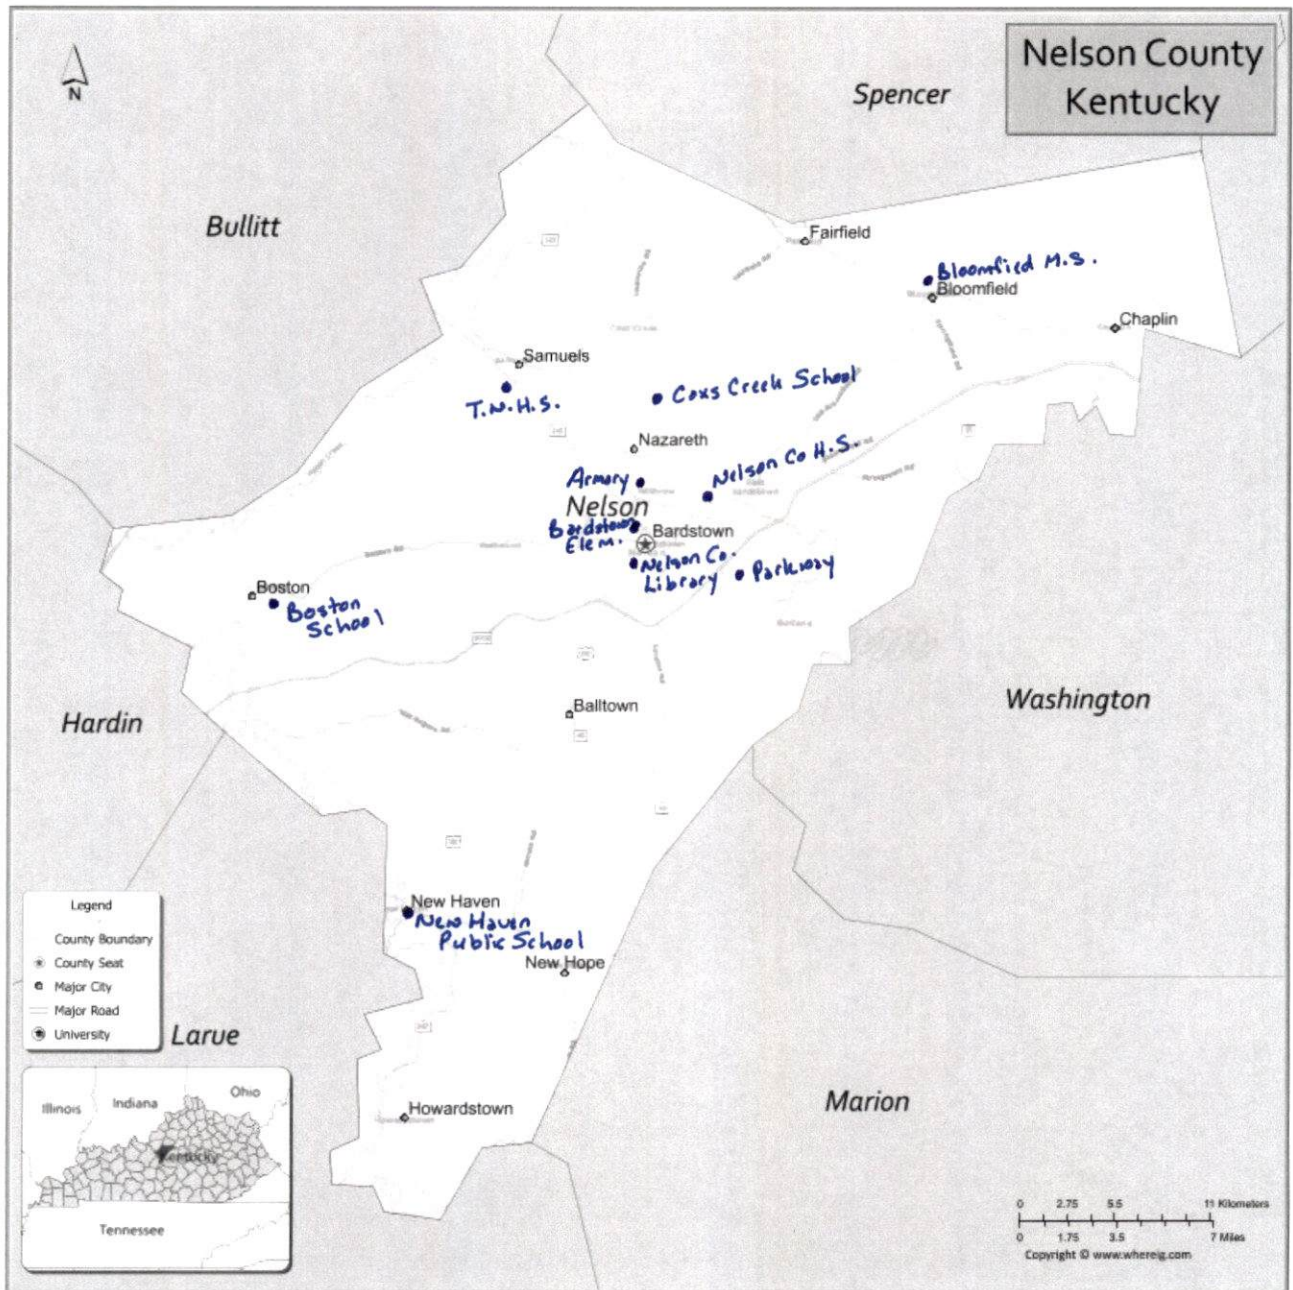 Nelson County
Kentucky
N
Spencer
Bullitt
Fairfield
Bloomfied M.S.
Bloomfield
Chaplin
Samuels
T.N.H.S.
Coxs Creek School
Nazareth
Nelson Co H.S.
Armory
Nelson
Bardstown
Elem.
Bardstown
Nelson Co.
Library
Parkway
Boston
Boston
School
Balltown
Hardin
Washington
New Haven
New Haven
Public School
New Hope
Legend
County Boundary
County Seat
Major City
Major Road
University
Larue
Howardstown
Marion
Illinois
Indiana
Ohio
Kentucky
Tennessee
0 2.75 5.5 11 Kilometers
0 1.75 3.5 7 Miles
Copyright © www.whereig.com